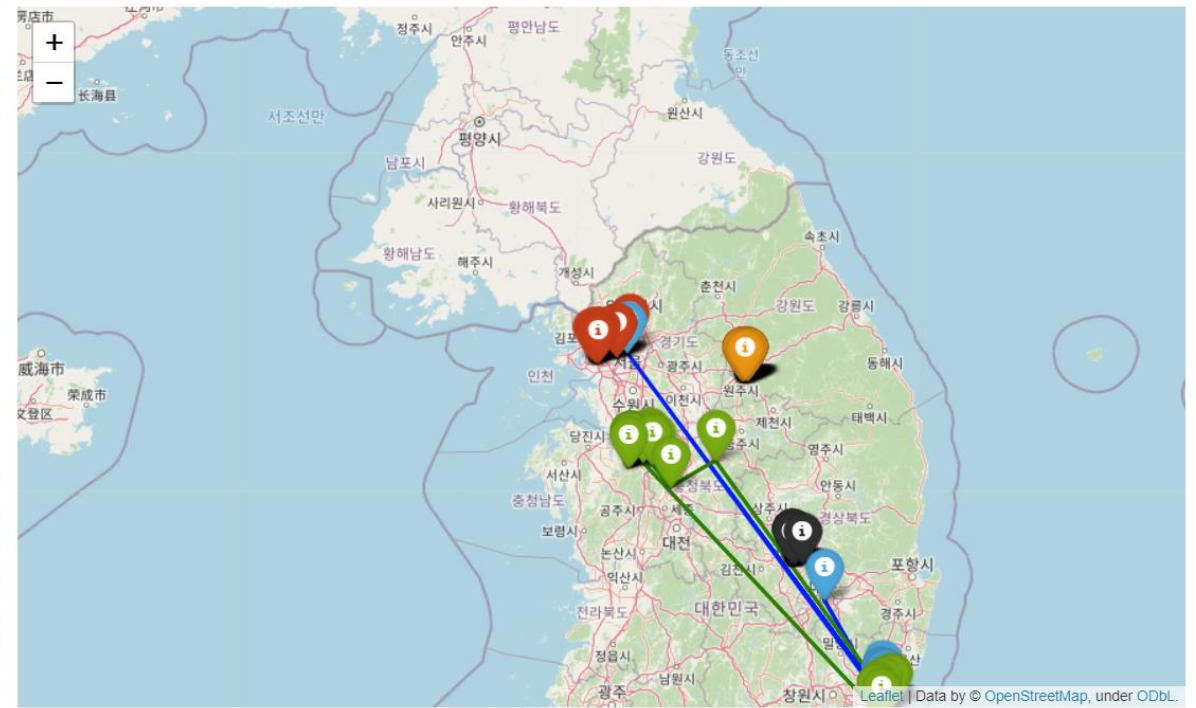 +
−
长海县
서조선만
정주시
안주시
평안남도
동조선
만
평양시
원산시
남포시
강원도
사리원시
황해북도
황해남도
해주시
개성시
속초시
춘천시
강원도
강릉시
경기도
광주시
동해시
인천
수원시
이천시
원주시
제천시
태백시
威海市
荣成市
文登区
당진시
영주시
서산시
안동시
충청남도
충청북도
공주시
세종
상주시
경상북도
보령시
대전
논산시
김천시
포항시
익산시
전라북도
대한민국
경주시
정읍시
남원시
광주
창원시
Leaflet | Data by © OpenStreetMap, under ODbL.